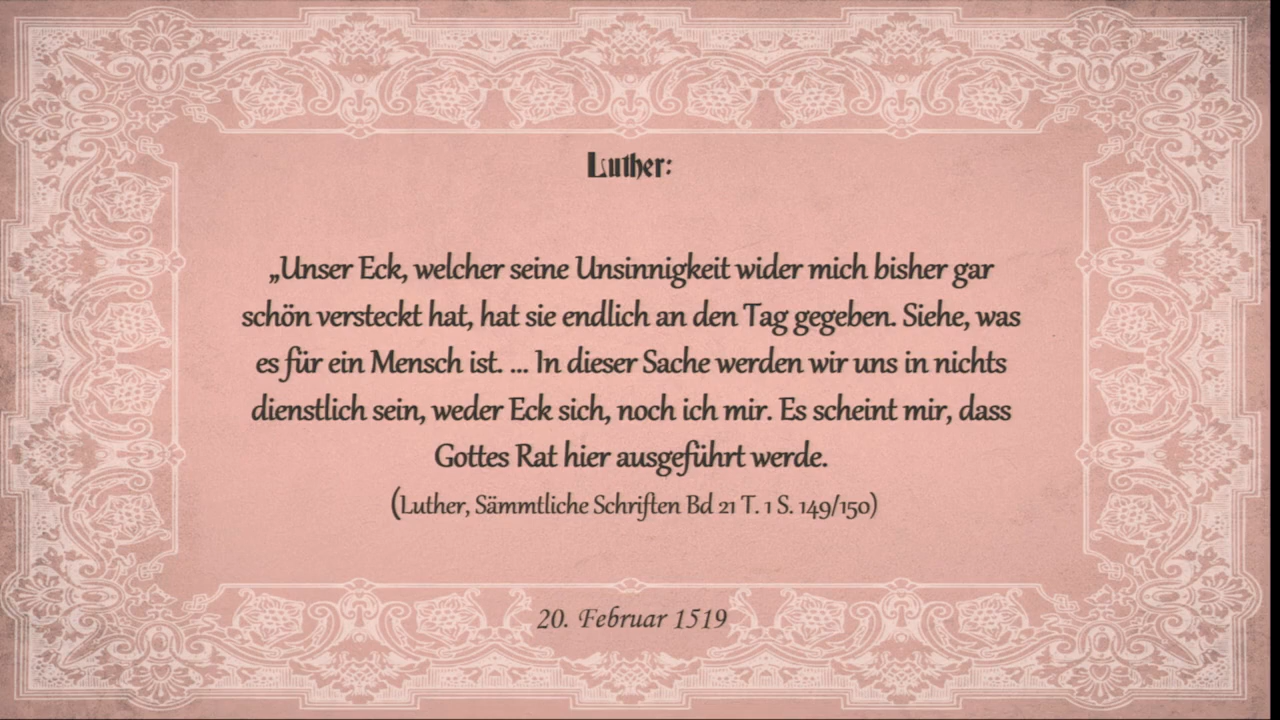 Luther:
„Unser Eck, welcher seine Unsinnigkeit wider mich bisher gar
schön versteckt hat, hat sie endlich an den Tag gegeben. Siehe, was
es für ein Mensch ist. ... In dieser Sache werden wir uns in nichts
dienstlich sein, weder Eck sich, noch ich mir. Es scheint mir, dass
Gottes Rat hier ausgeführt werde.
(Luther, Sämmtliche Schriften Bd 21 T. 1 S. 149/150)
20. Februar 1519